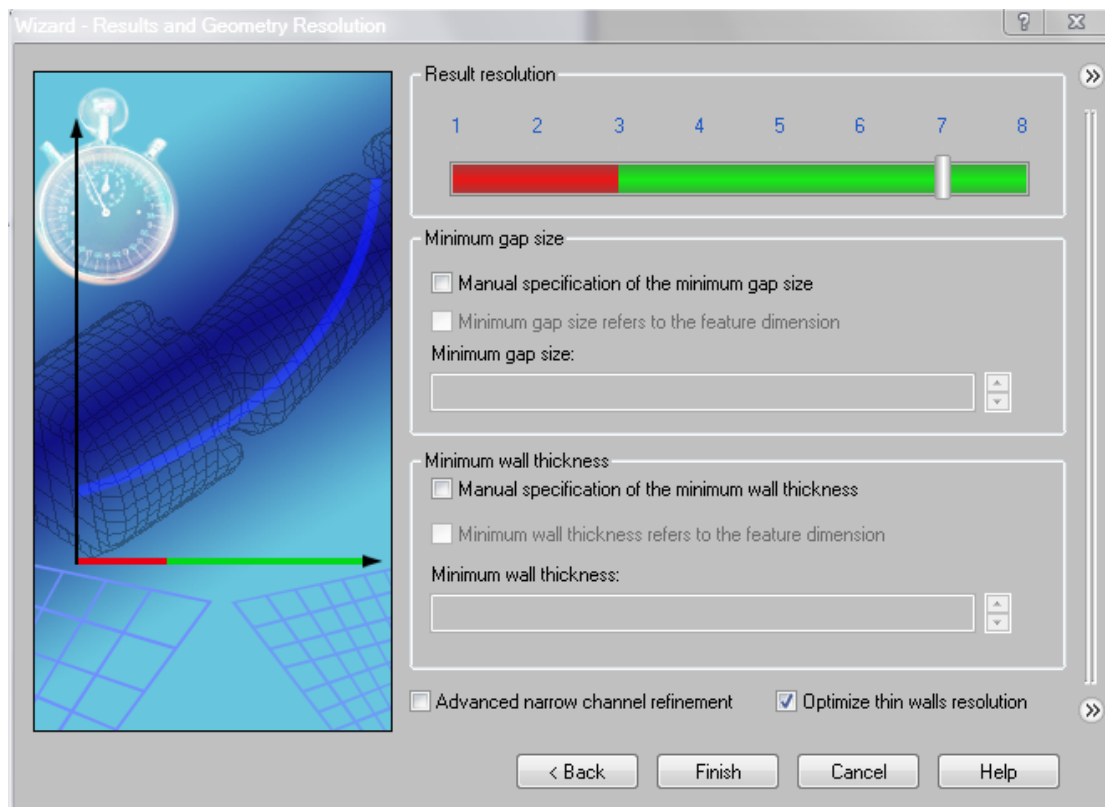 Wizard - Results and Geometry Resolution
Result resolution
1 2 3 4 5 6 7 8
Minimum gap size
Manual specification of the minimum gap size
Minimum gap size refers to the feature dimension
Minimum gap size:
Minimum wall thickness
Manual specification of the minimum wall thickness
Minimum wall thickness refers to the feature dimension
Minimum wall thickness:
Advanced narrow channel refinement Optimize thin walls resolution
< Back Finish Cancel Help